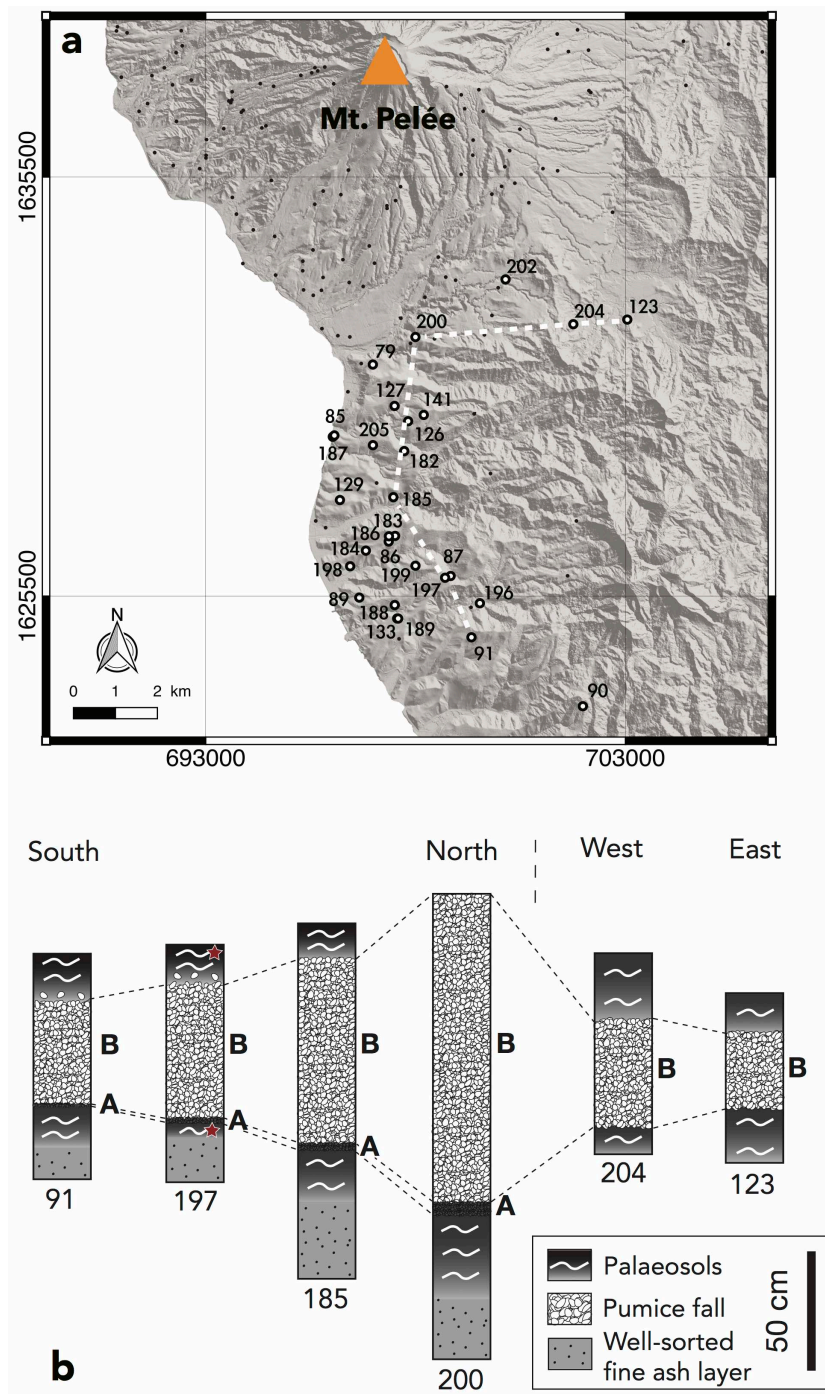 a
Mt. Pelée
1635500
202
200
204
123
79
127
141
85
126
205
187
182
129
185
183
186
184
86
87
198
199
197
89
196
188
133
189
91
1625500
N
0 1 2 km
90
693000
703000
South
North
West
East
B
B
B
B
B
B
A
A
A
A
91
197
185
200
204
123
Palaeosols
Pumice fall
Well-sorted
fine ash layer
50 cm
b